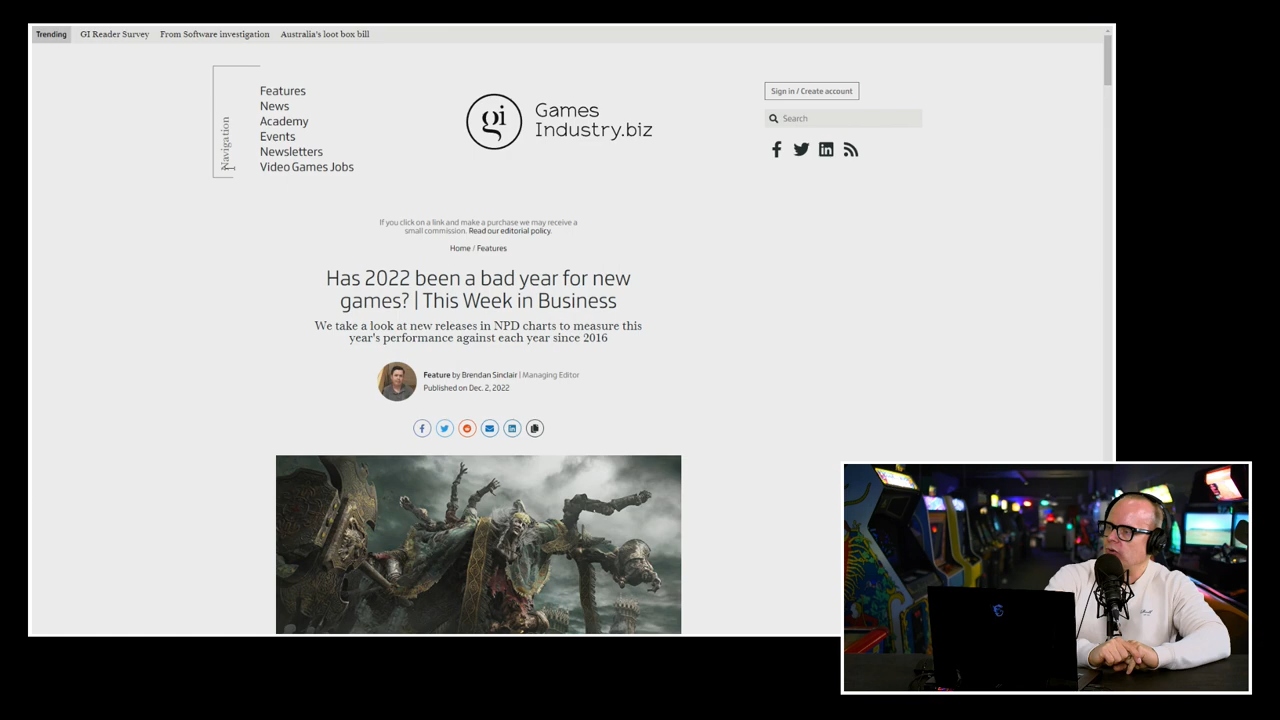 Trending GI Reader Survey From Software investigation Australia's loot box bill
Navigation
Features
News
Academy
Events
Newsletters
Video Games Jobs
gi
Games
Industry.biz
Sign in / Create account
Search
If you click on a link and make a purchase we may receive a
small commission. Read our editorial policy.
Home / Features
Has 2022 been a bad year for new
games? | This Week in Business
We take a look at new releases in NPD charts to measure this
year's performance against each year since 2016
Feature by Brendan Sinclair | Managing Editor
Published on Dec. 2, 2022